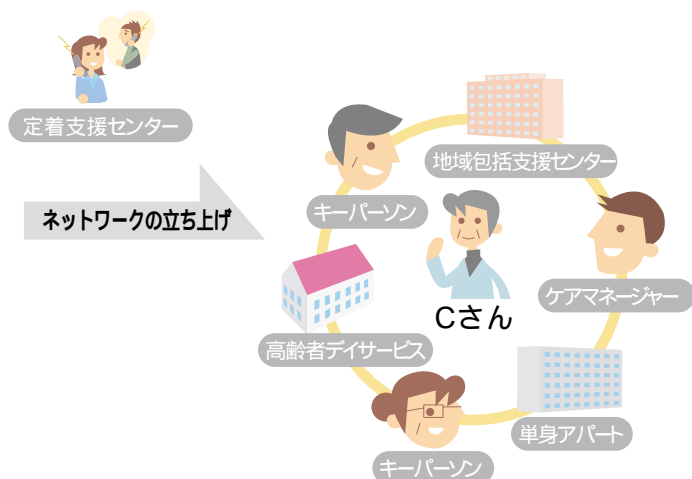 定着支援センター
ネットワークの立ち上げ
地域包括支援センター
キーパーソン
ケアマネージャー
Cさん
高齢者デイサービス
単身アパート
キーパーソン